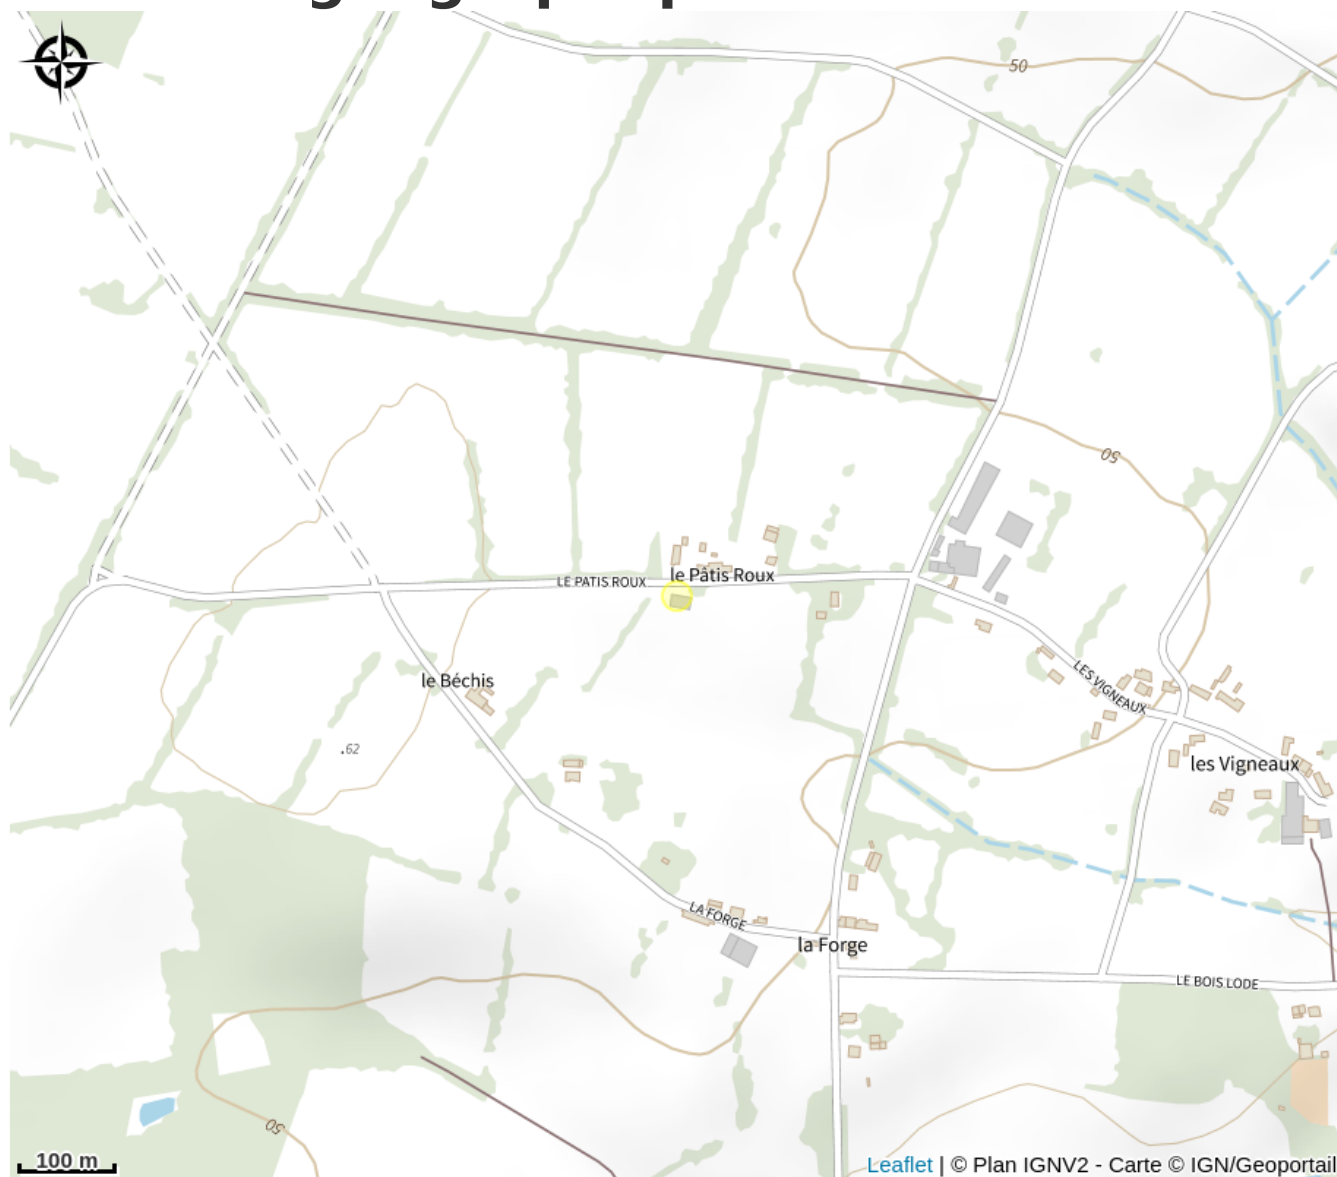 50
50
LE PATIS ROUX
le Pâtis Roux
le Béchis
LES VIGNEAUX
.62
les Vigneaux
LA FORGE
la Forge
LE BOIS LODE
50
100 m
Leaflet | © Plan IGNV2 - Carte © IGN/Geoportail